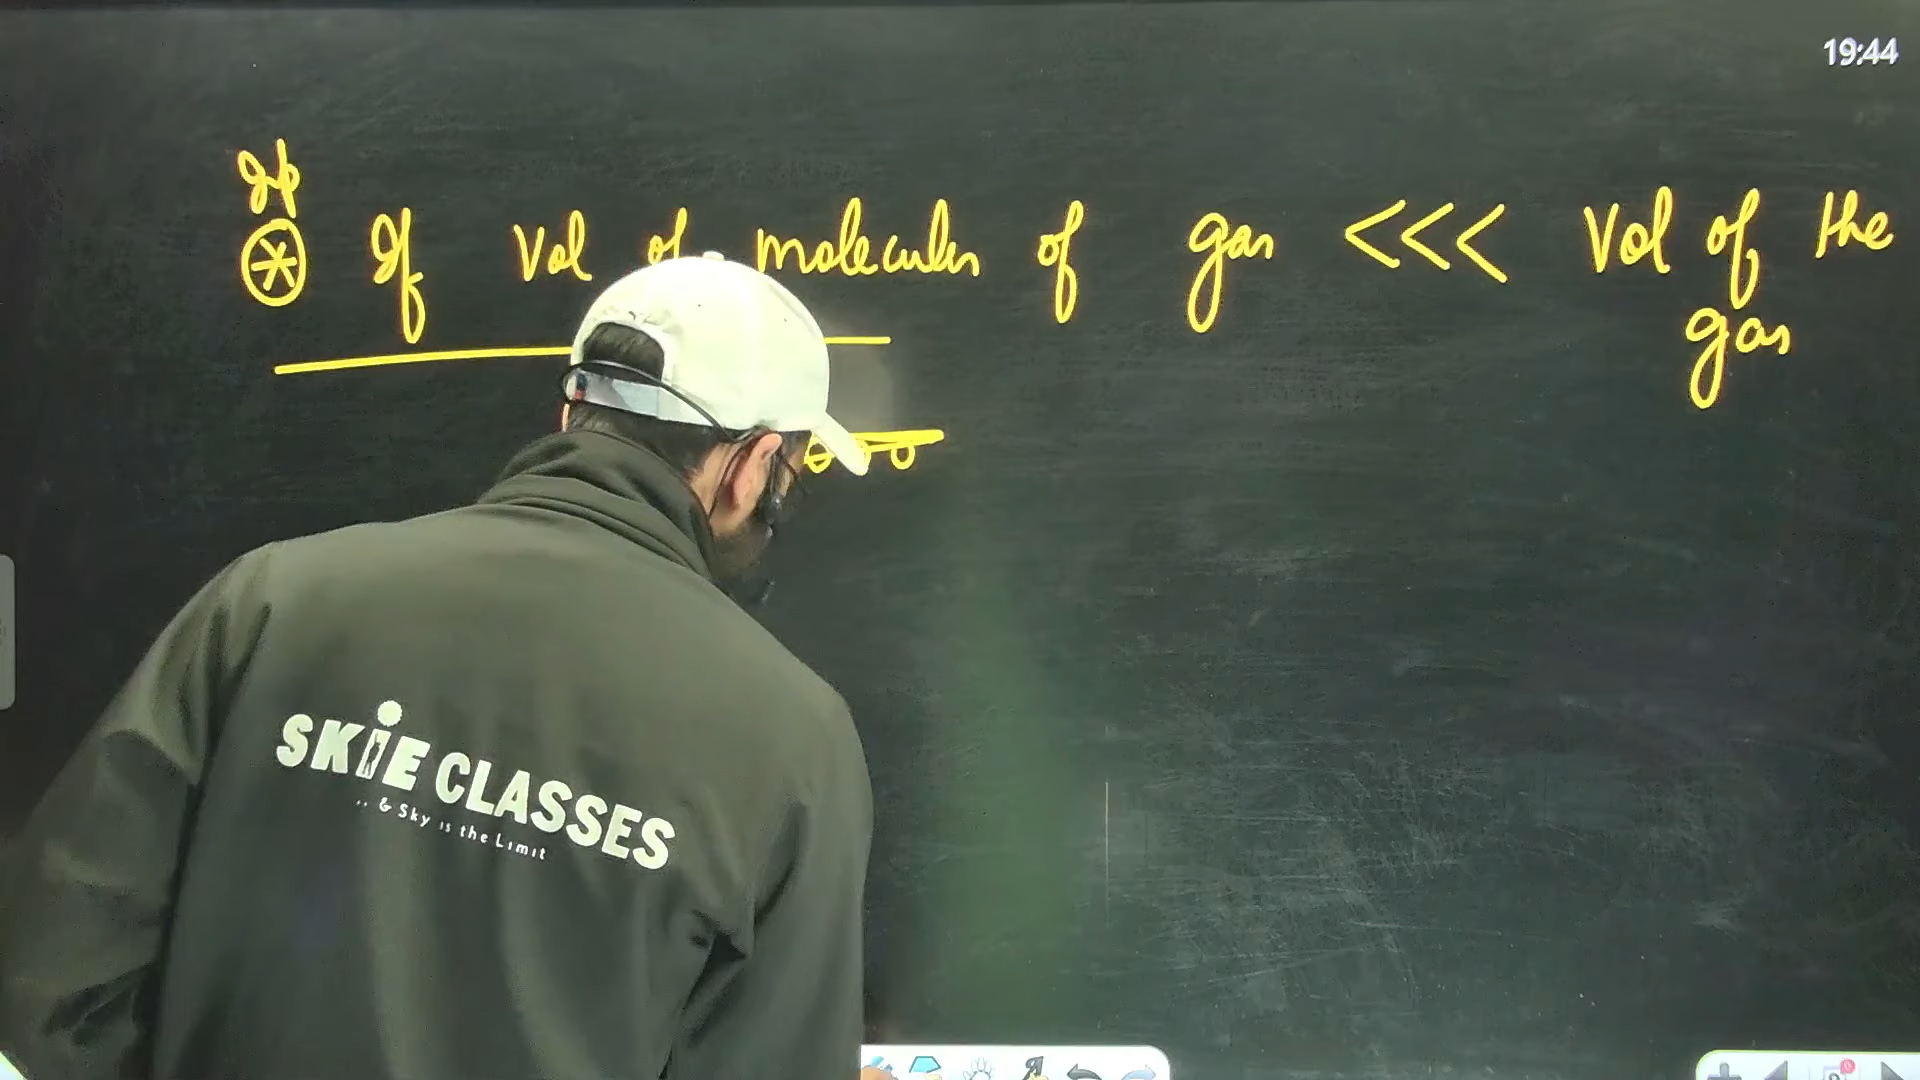 19:44
Imp
If Vol of molecules of gas <<< Vol of the
gas
SKIE CLASSES
.. & Sky is the Limit